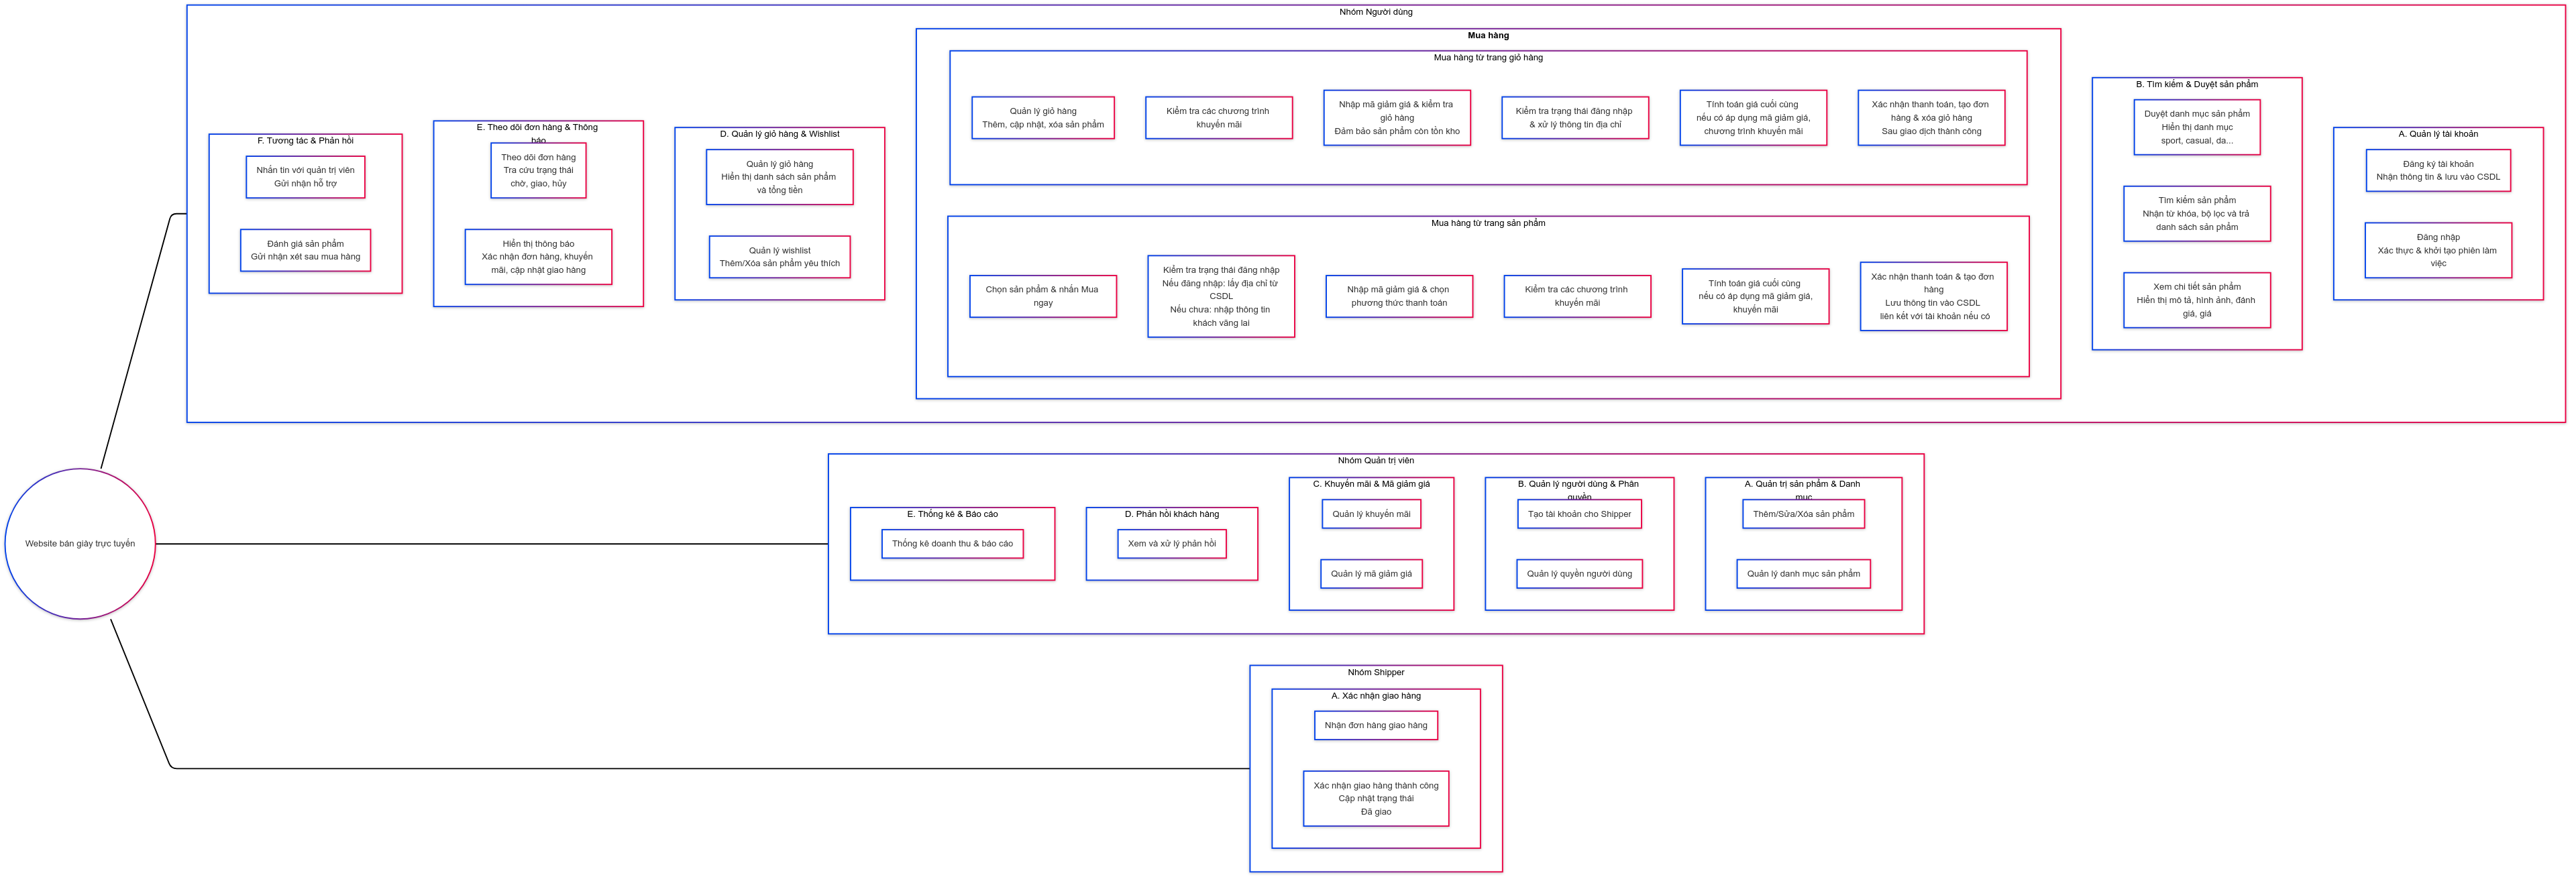 Nhóm Người dùng
Mua hàng
Mua hàng từ trang giỏ hàng
Quản lý giỏ hàng
Thêm, cập nhật, xóa sản phẩm
Kiểm tra các chương trình
khuyến mãi
Nhập mã giảm giá & kiểm tra
giỏ hàng
Đảm bảo sản phẩm còn tồn kho
Kiểm tra trạng thái đăng nhập
& xử lý thông tin địa chỉ
Tính toán giá cuối cùng
nếu có áp dụng mã giảm giá,
chương trình khuyến mãi
Xác nhận thanh toán, tạo đơn
hàng & xóa giỏ hàng
Sau giao dịch thành công
Mua hàng từ trang sản phẩm
Chọn sản phẩm & nhấn Mua
ngay
Kiểm tra trạng thái đăng nhập
Nếu đăng nhập: lấy địa chỉ từ
CSDL
Nếu chưa: nhập thông tin
khách vãng lai
Nhập mã giảm giá & chọn
phương thức thanh toán
Kiểm tra các chương trình
khuyến mãi
Tính toán giá cuối cùng
nếu có áp dụng mã giảm giá,
khuyến mãi
Xác nhận thanh toán & tạo đơn
hàng
Lưu thông tin vào CSDL
liên kết với tài khoản nếu có
F. Tương tác & Phản hồi
Nhắn tin với quản trị viên
Gửi nhận hỗ trợ
Đánh giá sản phẩm
Gửi nhận xét sau mua hàng
E. Theo dõi đơn hàng & Thông
báo
Theo dõi đơn hàng
Tra cứu trạng thái
chờ, giao, hủy
Hiển thị thông báo
Xác nhận đơn hàng, khuyến
mãi, cập nhật giao hàng
D. Quản lý giỏ hàng & Wishlist
Quản lý giỏ hàng
Hiển thị danh sách sản phẩm
và tổng tiền
Quản lý wishlist
Thêm/Xóa sản phẩm yêu thích
B. Tìm kiếm & Duyệt sản phẩm
Duyệt danh mục sản phẩm
Hiển thị danh mục
sport, casual, da...
Tìm kiếm sản phẩm
Nhận từ khóa, bộ lọc và trả
danh sách sản phẩm
Xem chi tiết sản phẩm
Hiển thị mô tả, hình ảnh, đánh
giá, giá
A. Quản lý tài khoản
Đăng ký tài khoản
Nhận thông tin & lưu vào CSDL
Đăng nhập
Xác thực & khởi tạo phiên làm
việc
Website bán giày trực tuyến
Nhóm Quản trị viên
E. Thống kê & Báo cáo
Thống kê doanh thu & báo cáo
D. Phản hồi khách hàng
Xem và xử lý phản hồi
C. Khuyến mãi & Mã giảm giá
Quản lý khuyến mãi
Quản lý mã giảm giá
B. Quản lý người dùng & Phân
quyền
Tạo tài khoản cho Shipper
Quản lý quyền người dùng
A. Quản trị sản phẩm & Danh
mục
Thêm/Sửa/Xóa sản phẩm
Quản lý danh mục sản phẩm
Nhóm Shipper
A. Xác nhận giao hàng
Nhận đơn hàng giao hàng
Xác nhận giao hàng thành công
Cập nhật trạng thái
Đã giao